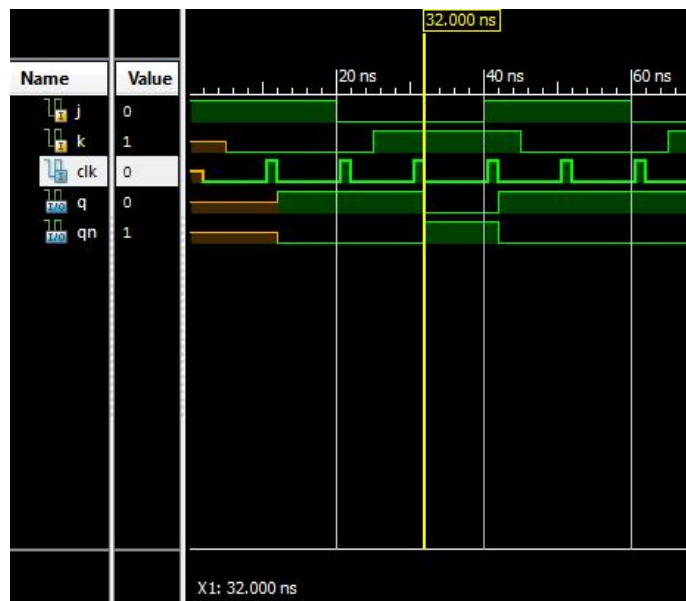 32.000 ns
Name Value
20 ns 40 ns 60 ns
j 0
k 1
clk 0
q 0
qn 1
X1: 32.000 ns